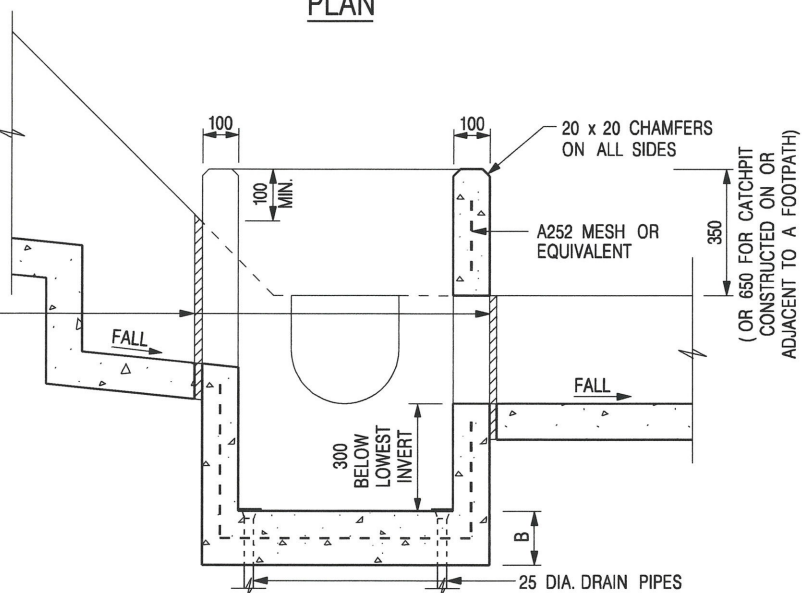 PLAN
100
100
20 x 20 CHAMFERS
ON ALL SIDES
100
MIN.
A252 MESH OR
EQUIVALENT
350
( OR 650 FOR CATCHPIT
CONSTRUCTED ON OR
ADJACENT TO A FOOTPATH)
FALL
FALL
300
BELOW
LOWEST
INVERT
B
25 DIA. DRAIN PIPES